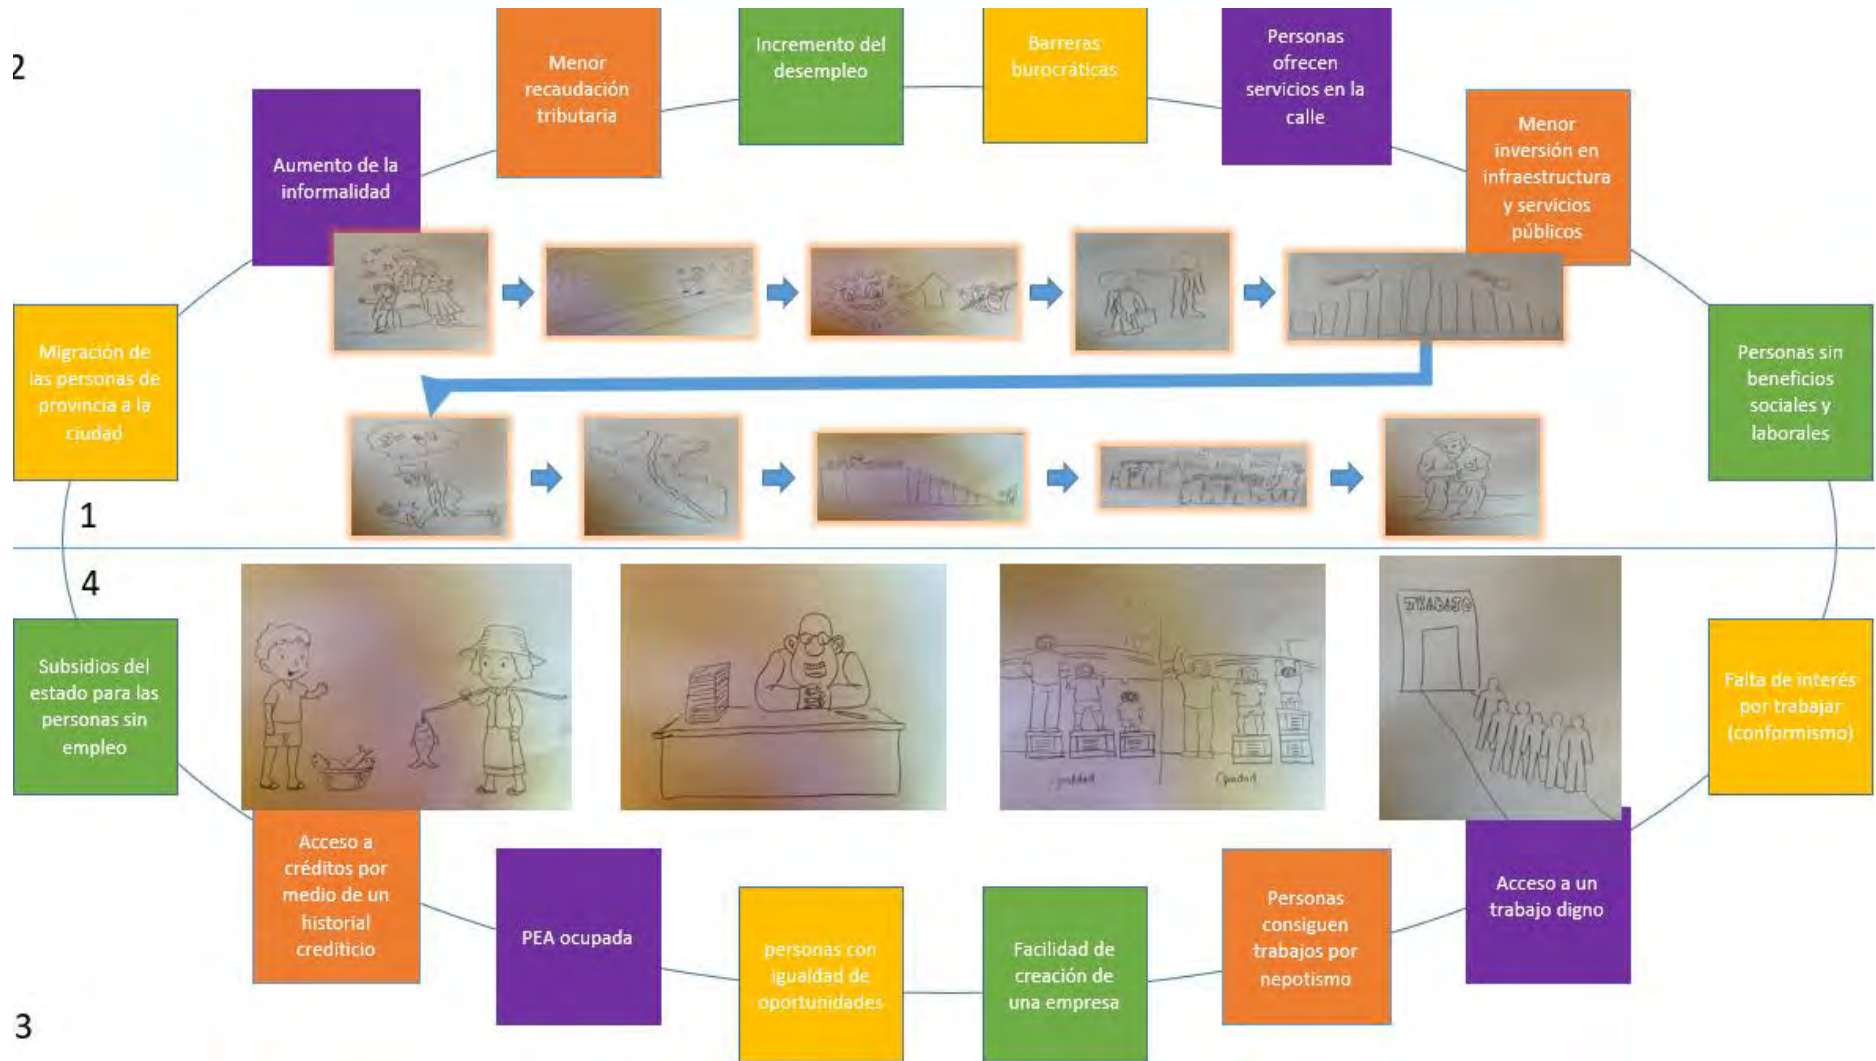 2
Menor
recaudación
tributaria
Incremento del
desempleo
Barreras
burocráticas
Personas
ofrecen
servicios en la
calle
Aumento de la
informalidad
Menor
inversión en
infraestructura
y servicios
públicos
Migración de
las personas de
provincia a la
ciudad
Personas sin
beneficios
sociales y
laborales
1
4
Subsidios del
estado para las
personas sin
empleo
TRABAJO
Igualdad
Equidad
Falta de interés
por trabajar
(conformismo)
Acceso a
créditos por
medio de un
historial
crediticio
PEA ocupada
personas con
igualdad de
oportunidades
Facilidad de
creación de
una empresa
Personas
consiguen
trabajos por
nepotismo
Acceso a un
trabajo digno
3